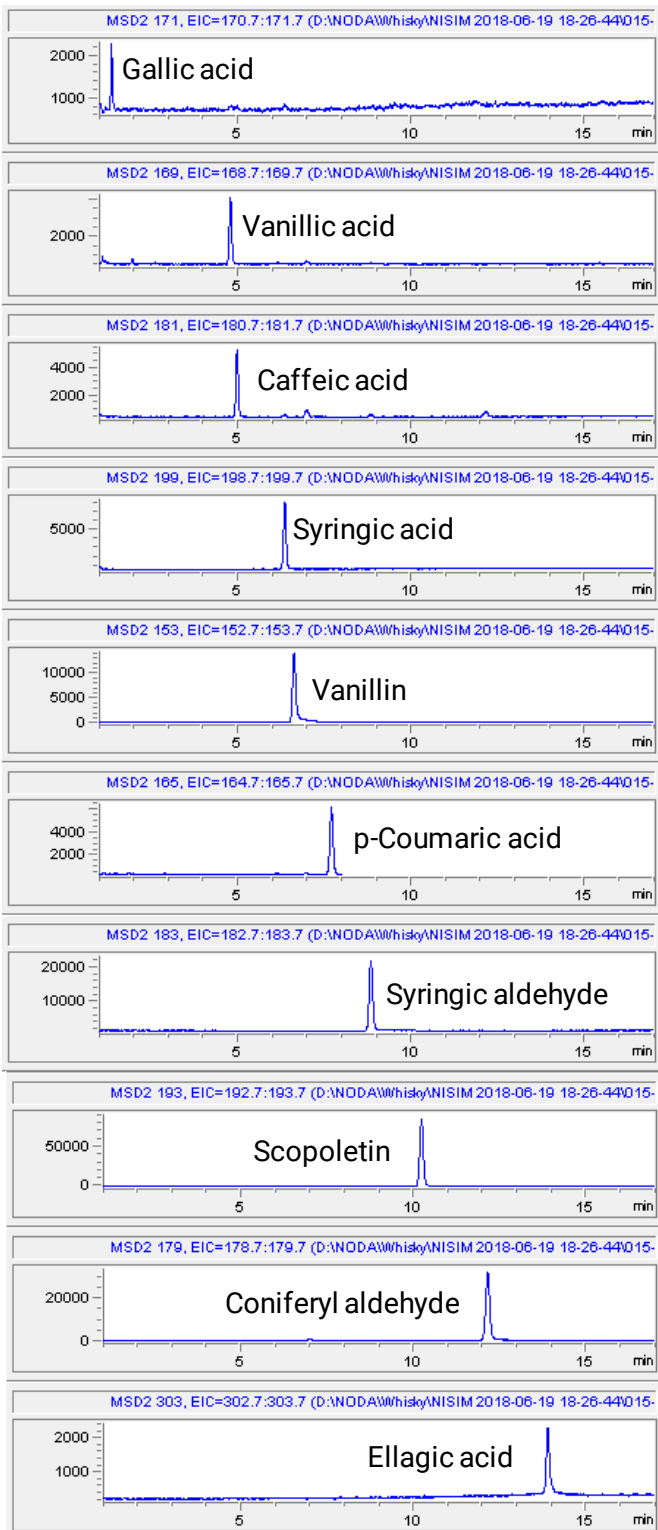 MSD2 171, EIC=170.7:171.7 (D:\NODA\Whisky\NISIM 2018-06-19 18-26-44\015-
2000
Gallic acid
1000
5 10 15 min
MSD2 169, EIC=168.7:169.7 (D:\NODA\Whisky\NISIM 2018-06-19 18-26-44\015-
Vanillic acid
2000
5 10 15 min
MSD2 181, EIC=180.7:181.7 (D:\NODA\Whisky\NISIM 2018-06-19 18-26-44\015-
4000
Caffeic acid
2000
5 10 15 min
MSD2 199, EIC=198.7:199.7 (D:\NODA\Whisky\NISIM 2018-06-19 18-26-44\015-
5000
Syringic acid
5 10 15 min
MSD2 153, EIC=152.7:153.7 (D:\NODA\Whisky\NISIM 2018-06-19 18-26-44\015-
10000
Vanillin
5000
0
5 10 15 min
MSD2 165, EIC=164.7:165.7 (D:\NODA\Whisky\NISIM 2018-06-19 18-26-44\015-
4000
p-Coumaric acid
2000
5 10 15 min
MSD2 183, EIC=182.7:183.7 (D:\NODA\Whisky\NISIM 2018-06-19 18-26-44\015-
20000
10000
Syringic aldehyde
5 10 15 min
MSD2 193, EIC=192.7:193.7 (D:\NODA\Whisky\NISIM 2018-06-19 18-26-44\015-
50000
Scopoletin
0
5 10 15 min
MSD2 179, EIC=178.7:179.7 (D:\NODA\Whisky\NISIM 2018-06-19 18-26-44\015-
20000
Coniferyl aldehyde
0
5 10 15 min
MSD2 303, EIC=302.7:303.7 (D:\NODA\Whisky\NISIM 2018-06-19 18-26-44\015-
2000
Ellagic acid
1000
5 10 15 min